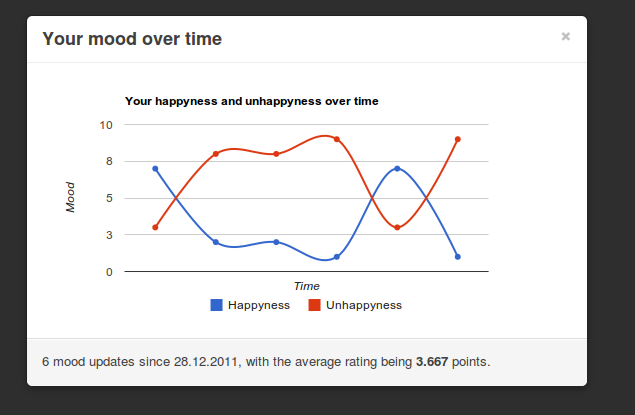 Your mood over time
×
Your happyness and unhappyness over time
10
8
5
3
0
Mood
Time
Happyness Unhappyness
6 mood updates since 28.12.2011, with the average rating being 3.667 points.